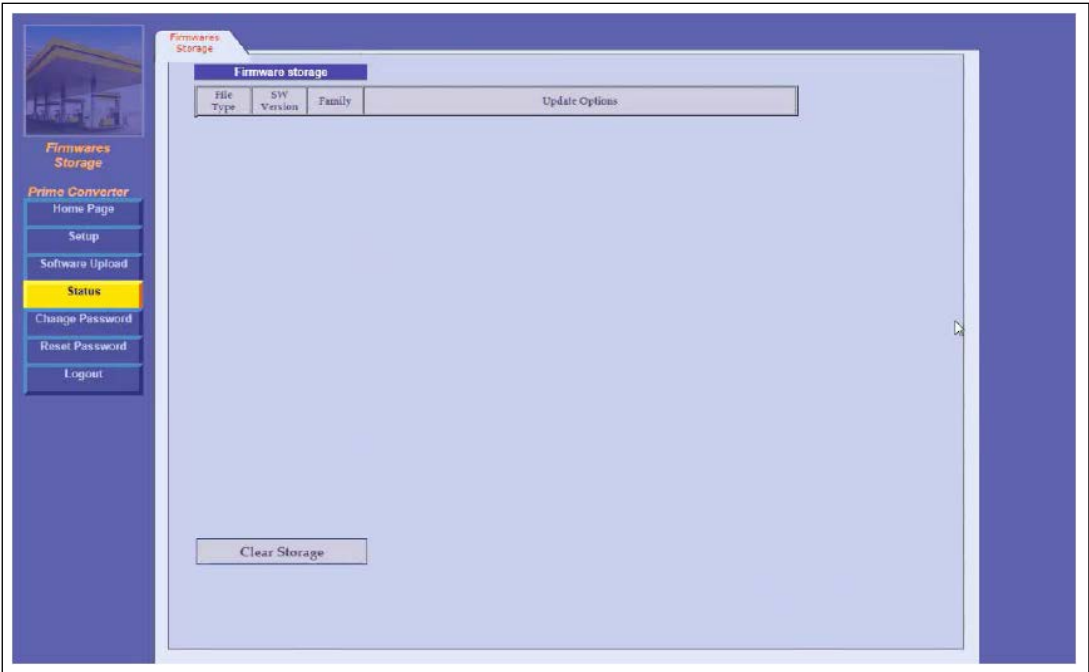 Firmwares
Storage
Firmware storage
File
Type
SW
Version
Family
Update Options
Firmwares
Storage
Prime Converter
Home Page
Setup
Software Upload
Status
Change Password
Reset Password
Logout
Clear Storage